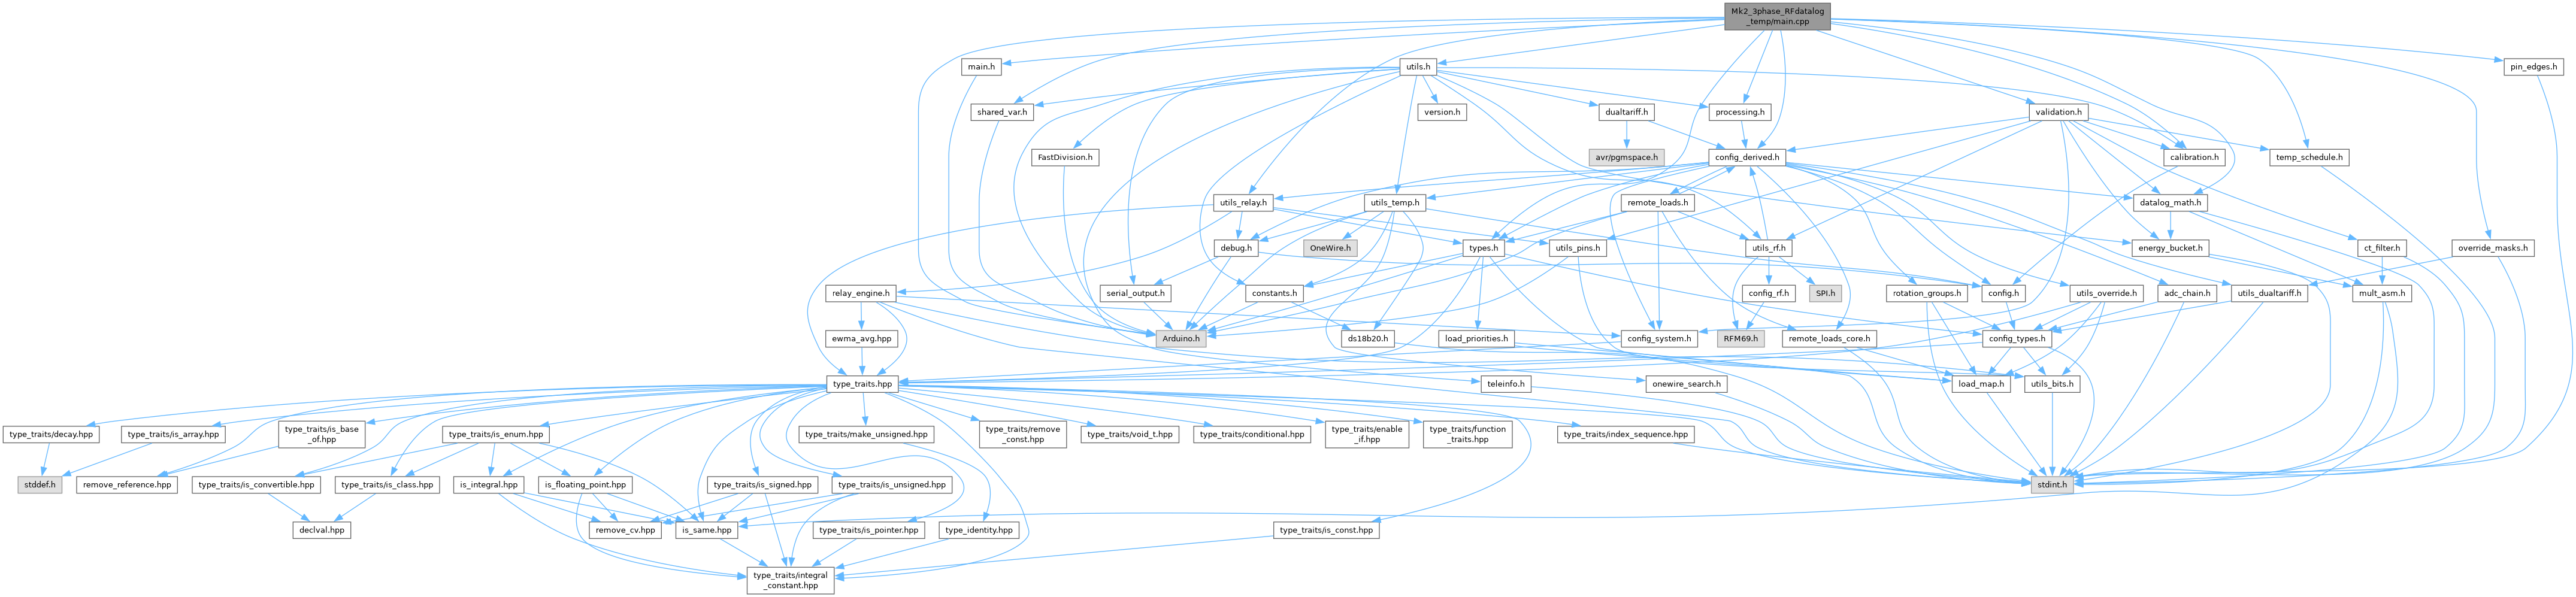 Mk2_3phase_RFdatalog
_temp/main.cpp
main.h
utils.h
pin_edges.h
shared_var.h
version.h
dualtariff.h
processing.h
validation.h
FastDivision.h
avr/pgmspace.h
config_derived.h
calibration.h
temp_schedule.h
utils_relay.h
utils_temp.h
remote_loads.h
datalog_math.h
debug.h
OneWire.h
types.h
utils_pins.h
utils_rf.h
energy_bucket.h
ct_filter.h
override_masks.h
relay_engine.h
serial_output.h
constants.h
config_rf.h
SPI.h
rotation_groups.h
config.h
utils_override.h
adc_chain.h
utils_dualtariff.h
mult_asm.h
ewma_avg.hpp
Arduino.h
config_system.h
ds18b20.h
load_priorities.h
RFM69.h
remote_loads_core.h
config_types.h
type_traits.hpp
teleinfo.h
onewire_search.h
load_map.h
utils_bits.h
type_traits/decay.hpp
type_traits/is_array.hpp
type_traits/is_base
_of.hpp
type_traits/is_enum.hpp
type_traits/make_unsigned.hpp
type_traits/remove
_const.hpp
type_traits/void_t.hpp
type_traits/conditional.hpp
type_traits/enable
_if.hpp
type_traits/function
_traits.hpp
type_traits/index_sequence.hpp
stddef.h
remove_reference.hpp
type_traits/is_convertible.hpp
type_traits/is_class.hpp
is_integral.hpp
is_floating_point.hpp
type_traits/is_signed.hpp
type_traits/is_unsigned.hpp
stdint.h
declval.hpp
remove_cv.hpp
is_same.hpp
type_traits/is_pointer.hpp
type_identity.hpp
type_traits/is_const.hpp
type_traits/integral
_constant.hpp